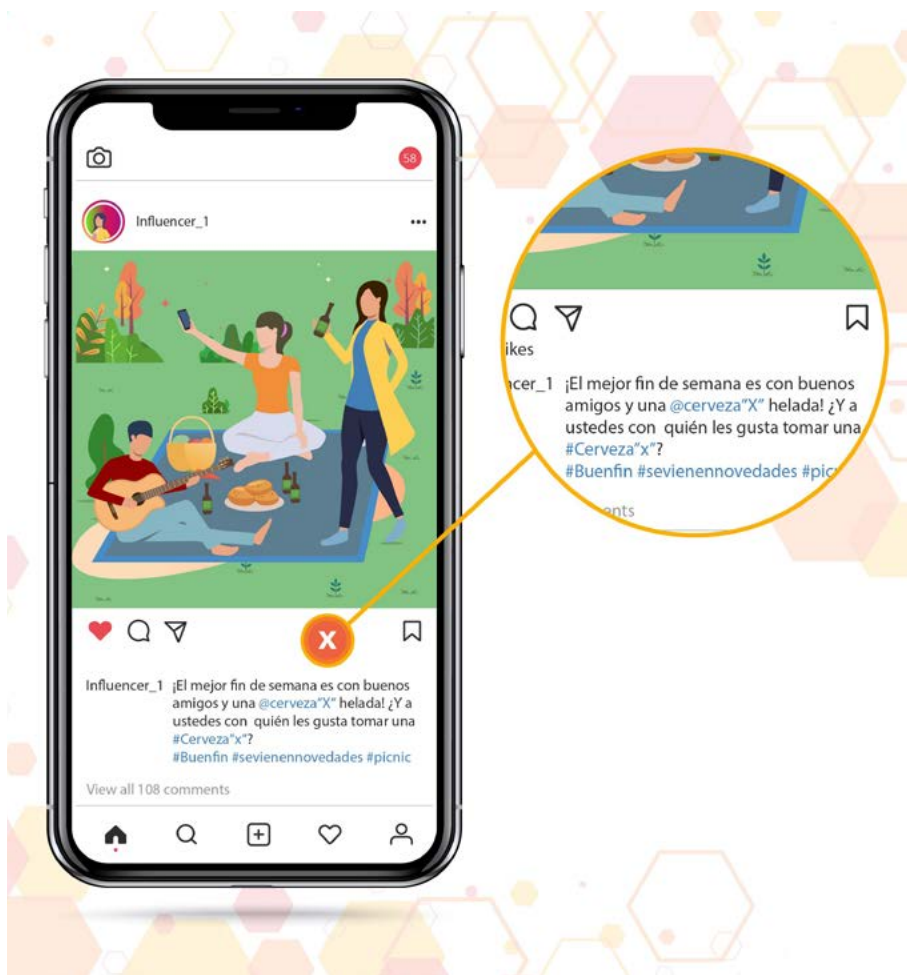 58
Influencer_1
X
Influencer_1 ¡El mejor fin de semana es con buenos
amigos y una @cerveza"X" helada! ¿Y a
ustedes con quién les gusta tomar una
#Cerveza"x"?
#Buenfin #sevienennovedades #picnic
View all 108 comments
ikes
ncer_1 ¡El mejor fin de semana es con buenos
amigos y una @cerveza"X" helada! ¿Y a
ustedes con quién les gusta tomar una
#Cerveza"x"?
#Buenfin #sevienennovedades #pic
ents